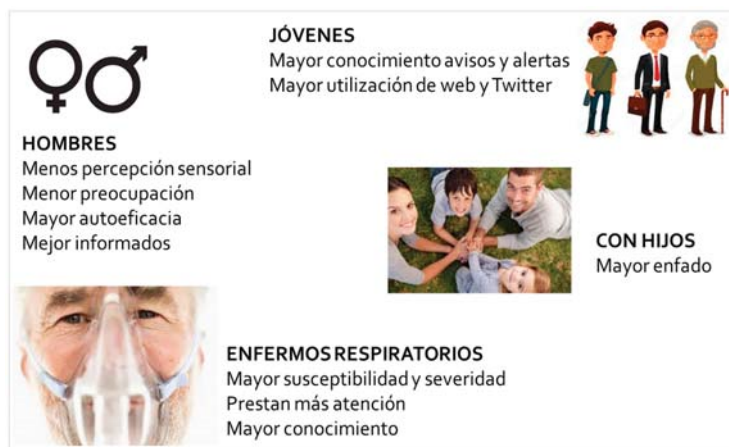 JÓVENES
Mayor conocimiento avisos y alertas
Mayor utilización de web y Twitter
HOMBRES
Menos percepción sensorial
Menor preocupación
Mayor autoeficacia
Mejor informados
CON HIJOS
Mayor enfado
ENFERMOS RESPIRATORIOS
Mayor susceptibilidad y severidad
Prestan más atención
Mayor conocimiento